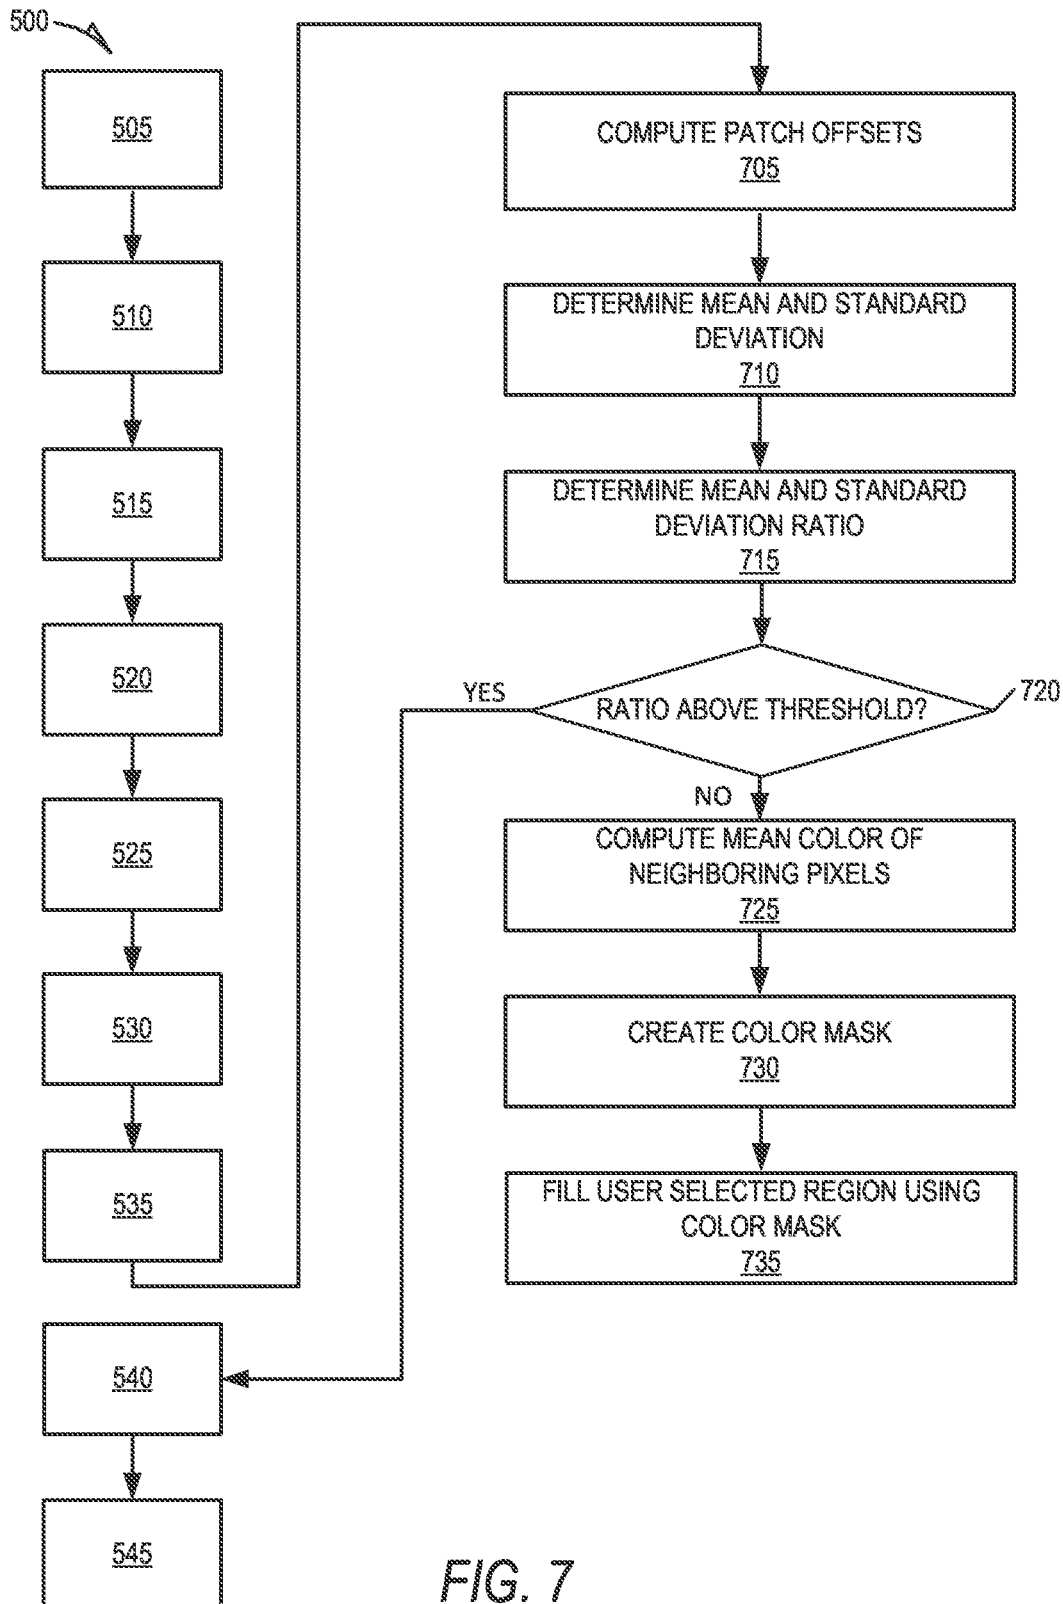 500
505
510
515
520
525
530
535
540
545
COMPUTE PATCH OFFSETS
705
DETERMINE MEAN AND STANDARD
DEVIATION
710
DETERMINE MEAN AND STANDARD
DEVIATION RATIO
715
RATIO ABOVE THRESHOLD?
720
YES
NO
COMPUTE MEAN COLOR OF
NEIGHBORING PIXELS
725
CREATE COLOR MASK
730
FILL USER SELECTED REGION USING
COLOR MASK
735
FIG. 7